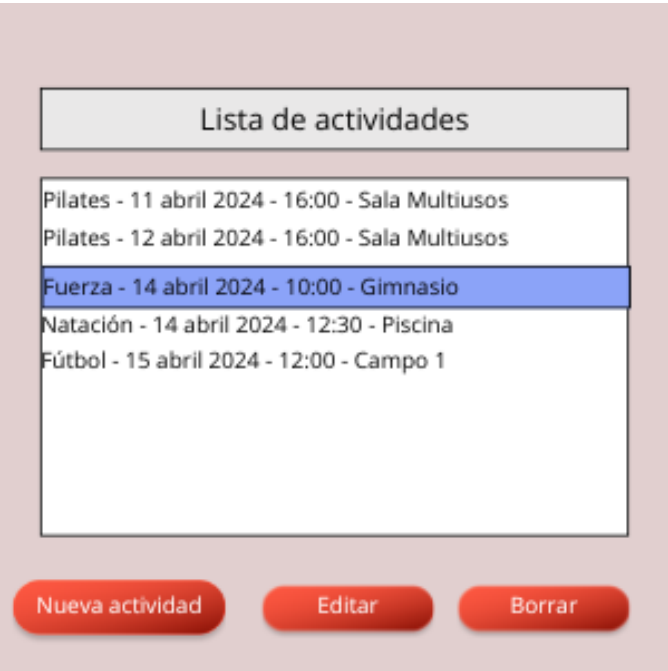 Lista de actividades
Pilates - 11 abril 2024 - 16:00 - Sala Multiusos
Pilates - 12 abril 2024 - 16:00 - Sala Multiusos
Fuerza - 14 abril 2024 - 10:00 - Gimnasio
Natación - 14 abril 2024 - 12:30 - Piscina
Fútbol - 15 abril 2024 - 12:00 - Campo 1
Nueva actividad
Editar
Borrar